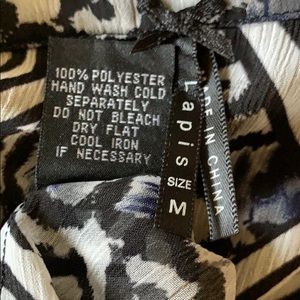 100% POLYESTER
HAND WASH COLD
SEPARATELY
DO NOT BLEACH
DRY FLAT
COOL IRON
IF NECESSARY
Lapis
SIZE
M
ADE IN CHINA